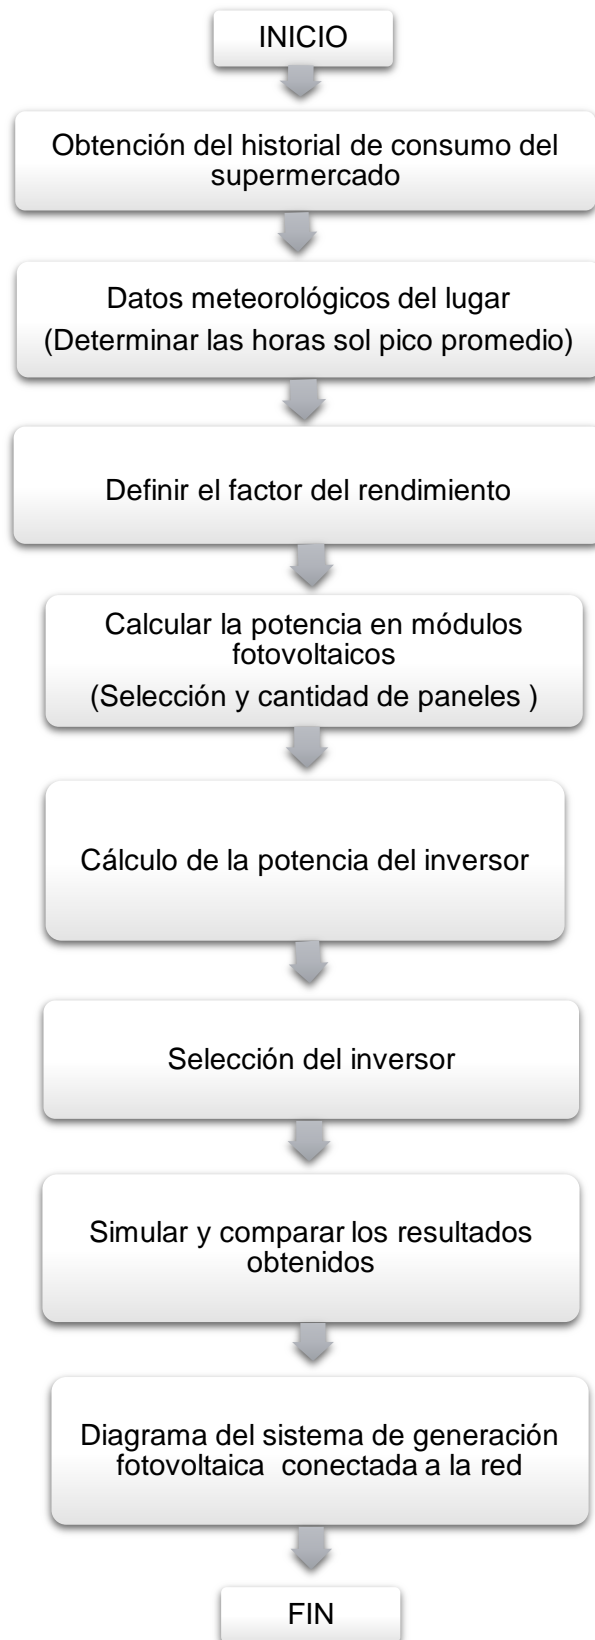 INICIO
Obtención del historial de consumo del
supermercado
Datos meteorológicos del lugar
(Determinar las horas sol pico promedio)
Definir el factor del rendimiento
Calcular la potencia en módulos
fotovoltaicos
(Selección y cantidad de paneles )
Cálculo de la potencia del inversor
Selección del inversor
Simular y comparar los resultados
obtenidos
Diagrama del sistema de generación
fotovoltaica  conectada a la red
FIN